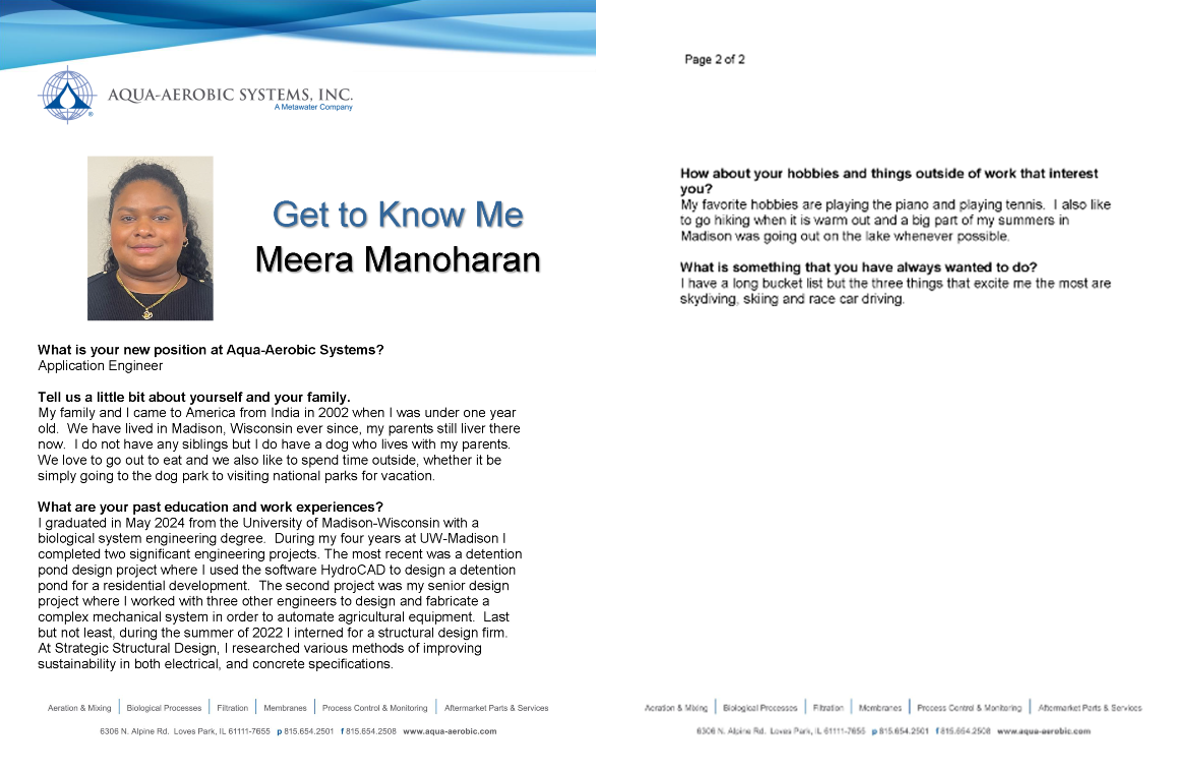 AQUA-AEROBIC SYSTEMS, INC.
A Metawater Company
®
Get to Know Me
Meera Manoharan
What is your new position at Aqua-Aerobic Systems?
Application Engineer
Tell us a little bit about yourself and your family.
My family and I came to America from India in 2002 when I was under one year
old.  We have lived in Madison, Wisconsin ever since, my parents still liver there
now.  I do not have any siblings but I do have a dog who lives with my parents.
We love to go out to eat and we also like to spend time outside, whether it be
simply going to the dog park to visiting national parks for vacation.
What are your past education and work experiences?
I graduated in May 2024 from the University of Madison-Wisconsin with a
biological system engineering degree.  During my four years at UW-Madison I
completed two significant engineering projects. The most recent was a detention
pond design project where I used the software HydroCAD to design a detention
pond for a residential development.  The second project was my senior design
project where I worked with three other engineers to design and fabricate a
complex mechanical system in order to automate agricultural equipment.  Last
but not least, during the summer of 2022 I interned for a structural design firm.
At Strategic Structural Design, I researched various methods of improving
sustainability in both electrical, and concrete specifications.
Aeration & Mixing | Biological Processes | Filtration | Membranes | Process Control & Monitoring | Aftermarket Parts & Services
6306 N. Alpine Rd.  Loves Park, IL 61111-7655  p 815.654.2501  f 815.654.2508  www.aqua-aerobic.com
Page 2 of 2
How about your hobbies and things outside of work that interest
you?
My favorite hobbies are playing the piano and playing tennis.  I also like
to go hiking when it is warm out and a big part of my summers in
Madison was going out on the lake whenever possible.
What is something that you have always wanted to do?
I have a long bucket list but the three things that excite me the most are
skydiving, skiing and race car driving.
Aeration & Mixing | Biological Processes | Filtration | Membranes | Process Control & Monitoring | Aftermarket Parts & Services
6306 N. Alpine Rd.  Loves Park, IL 61111-7655  p 815.654.2501  f 815.654.2508  www.aqua-aerobic.com